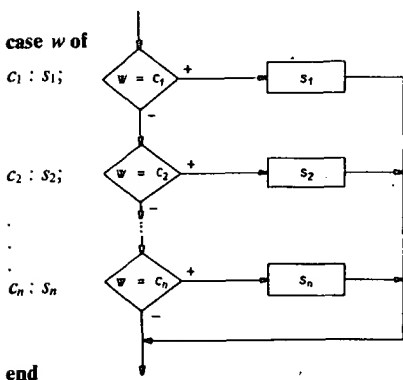 case w of
c₁ : s₁;
w = c₁
+
s₁
−
c₂ : s₂;
w = c₂
+
s₂
−
.
.
.
cₙ : sₙ
w = cₙ
+
sₙ
−
end